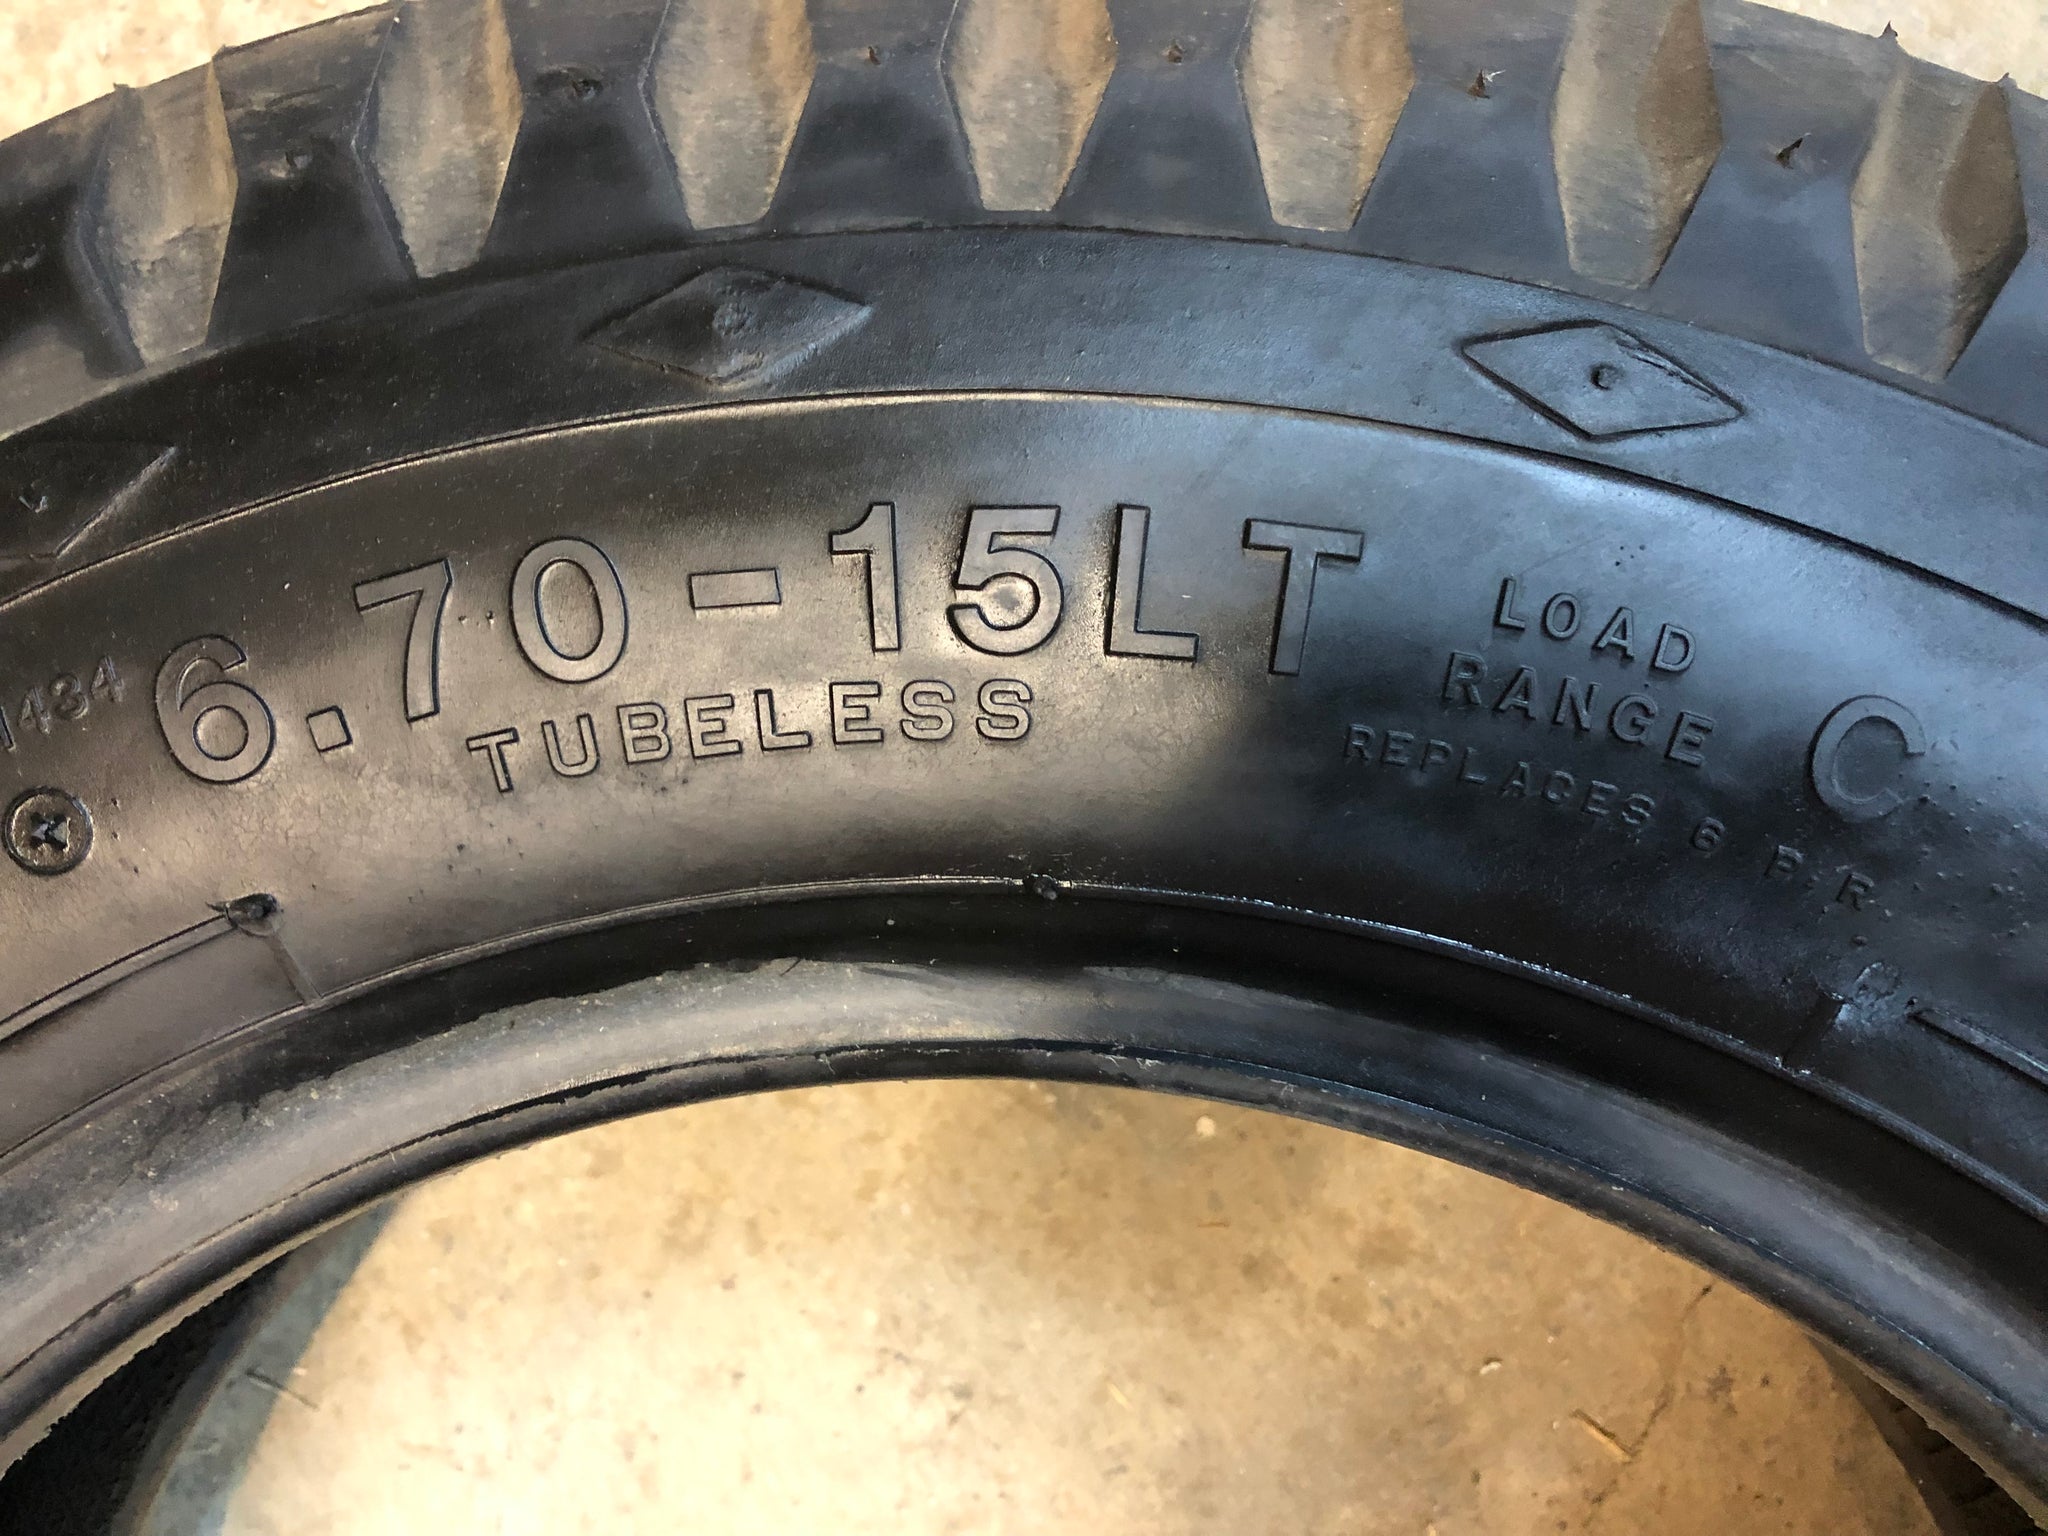 1434
6.70-15LT
TUBELESS
LOAD
RANGE C
REPLACES 6 P.R.